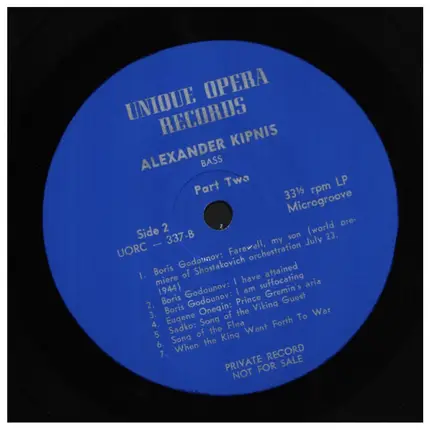 UNIQUE OPERA
RECORDS
ALEXANDER KIPNIS
BASS
Part Two
Side 2
UORC — 337-B
33⅓ rpm LP
Microgroove
1. Boris Godounov: Farewell, my son (world pre-
miere of Shostakovich orchestration July 23,
1944)
2. Boris Godounov: I have attained
3. Boris Godounov: I am suffocating
4. Eugene Onegin: Prince Gremin's aria
5. Sadko: Song of the Viking Guest
6. Song of the Flea
7. When the King Went Forth To War
PRIVATE RECORD
NOT FOR SALE